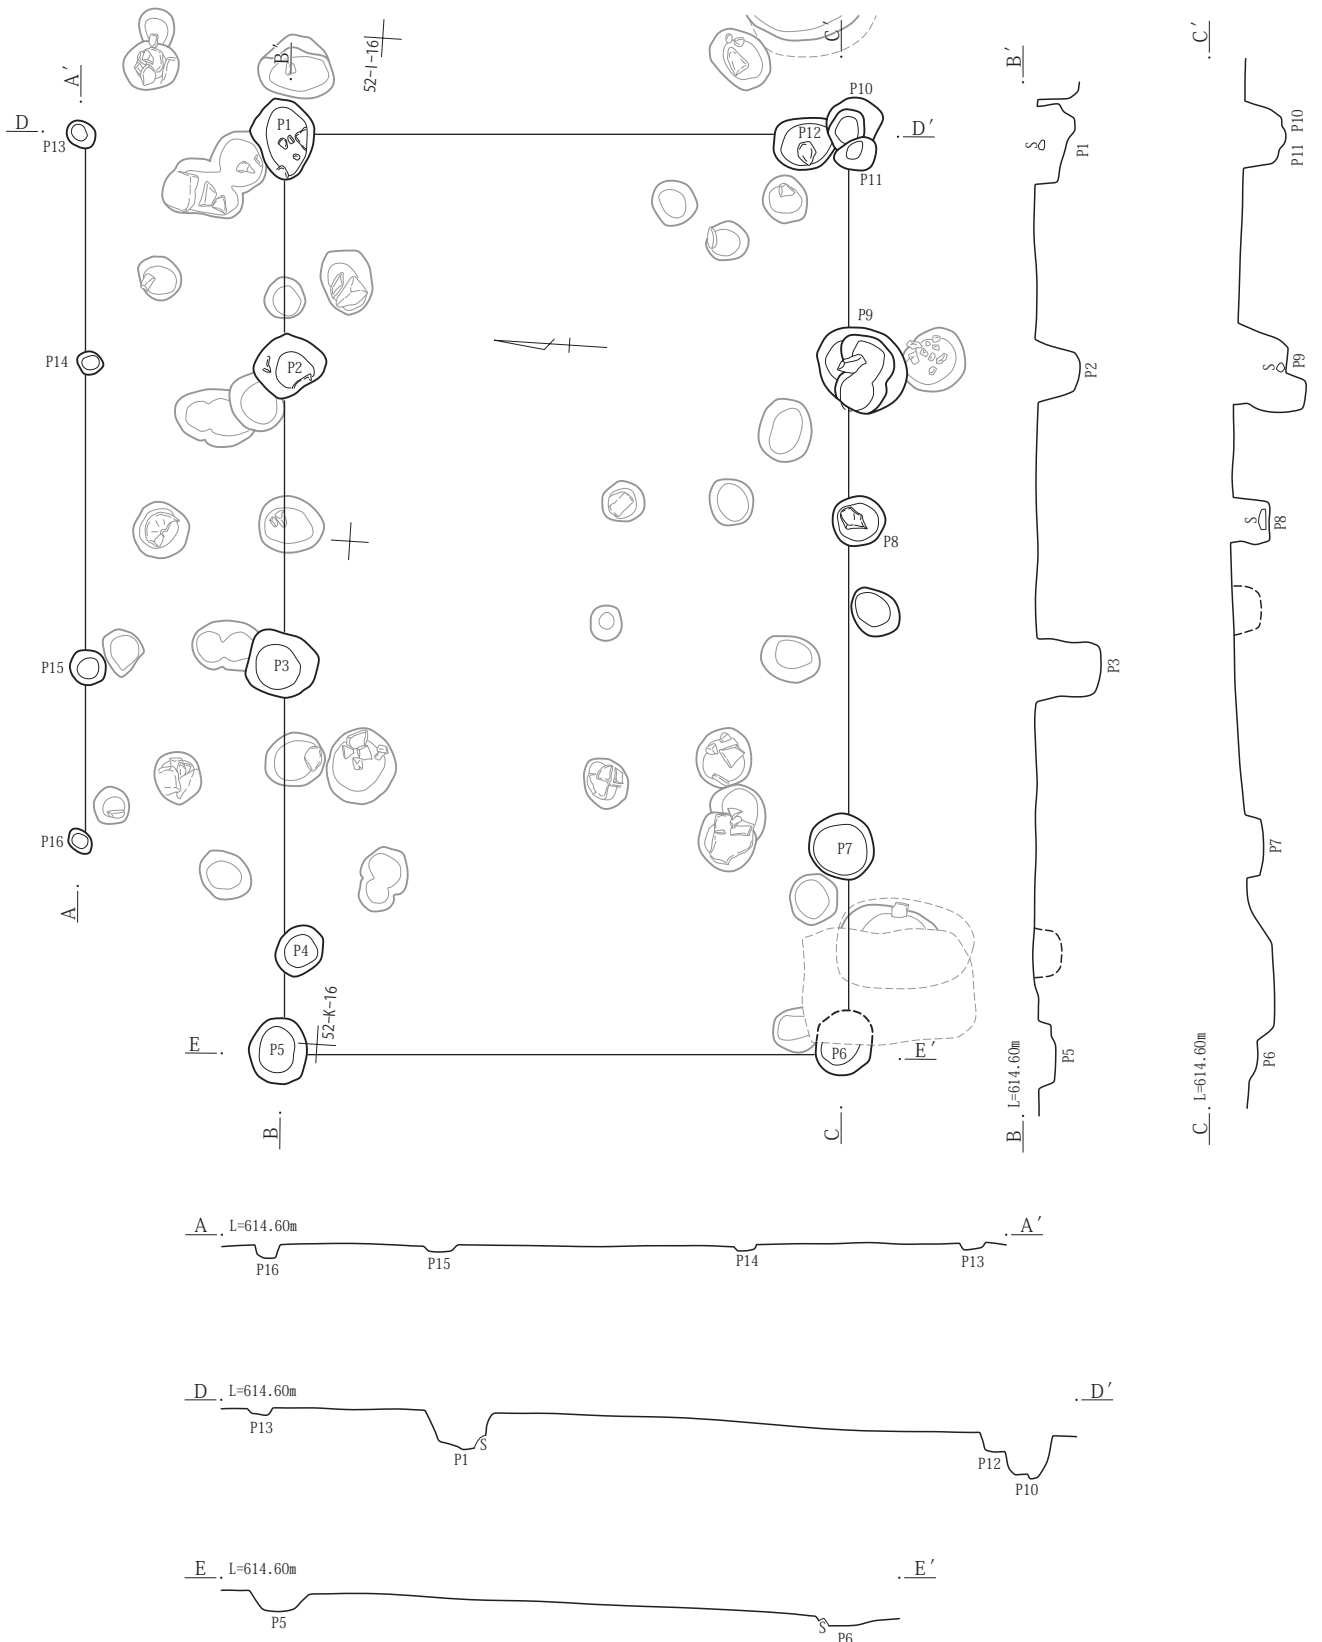 A′
B′
52-I-16
C′
B′
C′
D
P13
P1
P12
P10
D′
P11
S
P1
P10
P11
P14
P2
P9
P2
S
P9
P8
S
P8
P15
P3
P3
P16
P7
P7
A
P4
52-K-16
E
P5
P6
E′
P5
P6
B
C
B
L=614.60m
C
L=614.60m
A
L=614.60m
A′
P16
P15
P14
P13
D
L=614.60m
D′
P13
P1
S
P12
P10
E
L=614.60m
E′
P5
S
P6